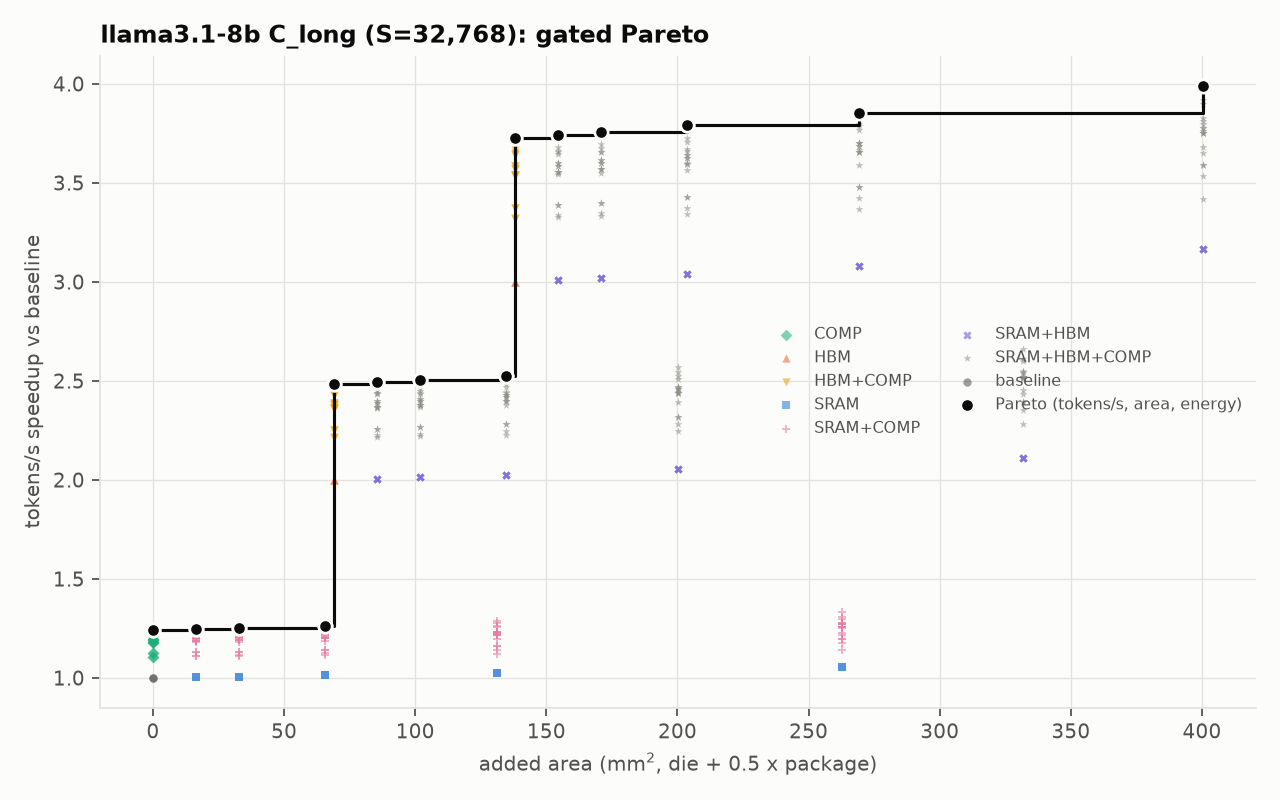 llama3.1-8b C_long (S=32,768): gated Pareto
tokens/s speedup vs baseline
4.0
3.5
3.0
2.5
2.0
1.5
1.0
COMP
HBM
HBM+COMP
SRAM
SRAM+COMP
SRAM+HBM
SRAM+HBM+COMP
baseline
Pareto (tokens/s, area, energy)
0 50 100 150 200 250 300 350 400
added area (mm², die + 0.5 x package)